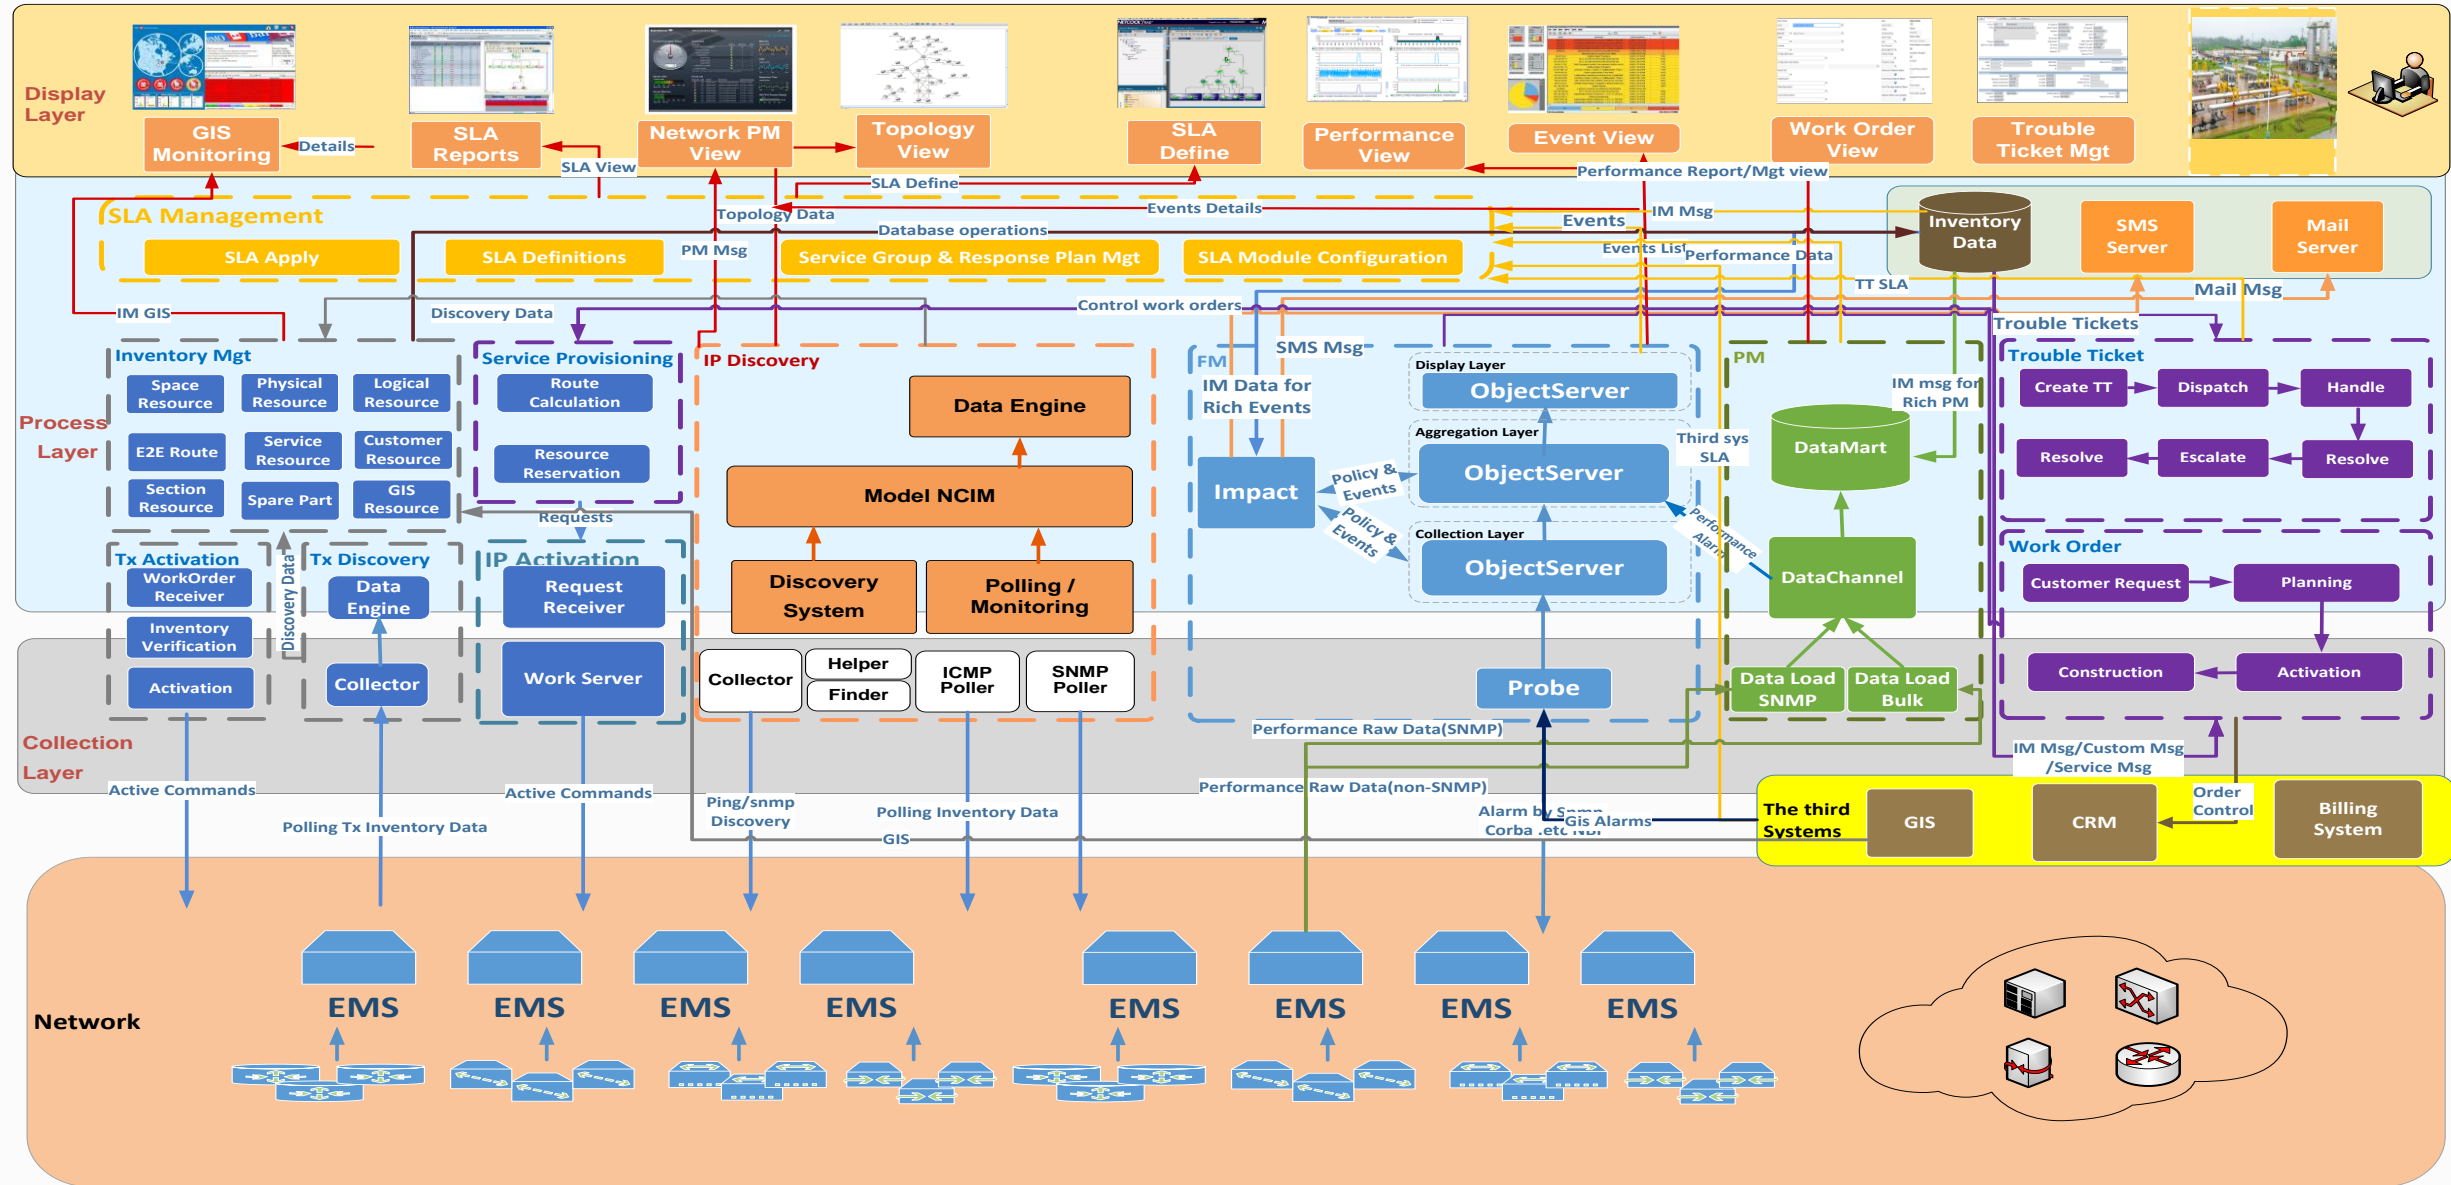 Display
Layer
GIS
Monitoring
Details
SLA
Reports
SLA View
Network PM
View
Topology
View
SLA
Define
SLA Define
Performance
View
Event View
Performance Report/Mgt view
Work Order
View
Trouble
Ticket Mgt
SLA Management
SLA Apply
SLA Definitions
Service Group & Response Plan Mgt
SLA Module Configuration
Topology Data
PM Msg
Events Details
Database operations
Events
IM Msg
Events List
Performance Data
TT SLA
Inventory
Data
SMS
Server
Mail
Server
Mail Msg
IM GIS
Discovery Data
Control work orders
SMS Msg
Trouble Tickets
Process
Layer
Inventory Mgt
Space
Resource
Physical
Resource
Logical
Resource
E2E Route
Service
Resource
Customer
Resource
Section
Resource
Spare Part
GIS
Resource
Service Provisioning
Route
Calculation
Resource
Reservation
Requests
IP Discovery
Data Engine
Model NCIM
Discovery
System
Polling /
Monitoring
Collector
Helper
Finder
ICMP
Poller
SNMP
Poller
FM
IM Data for
Rich Events
Impact
Policy &
Events
Policy &
Events
Display Layer
ObjectServer
Aggregation Layer
ObjectServer
Collection Layer
ObjectServer
Probe
Third sys
SLA
Performance
Alarm
PM
IM msg for
Rich PM
DataMart
DataChannel
Data Load
SNMP
Data Load
Bulk
Trouble Ticket
Create TT
Dispatch
Handle
Resolve
Escalate
Resolve
Work Order
Customer Request
Planning
Construction
Activation
IM Msg/Custom Msg
/Service Msg
Tx Activation
WorkOrder
Receiver
Inventory
Verification
Activation
Discovery Data
Tx Discovery
Data
Engine
Collector
IP Activation
Request
Receiver
Work Server
Collection
Layer
Active Commands
Polling Tx Inventory Data
Active Commands
Ping/snmp
Discovery
Polling Inventory Data
GIS
Performance Raw Data(SNMP)
Performance Raw Data(non-SNMP)
Alarm by Snmp
Corba .etc NBI
Gis Alarms
The third
Systems
GIS
CRM
Order
Control
Billing
System
Network
EMS
EMS
EMS
EMS
EMS
EMS
EMS
EMS